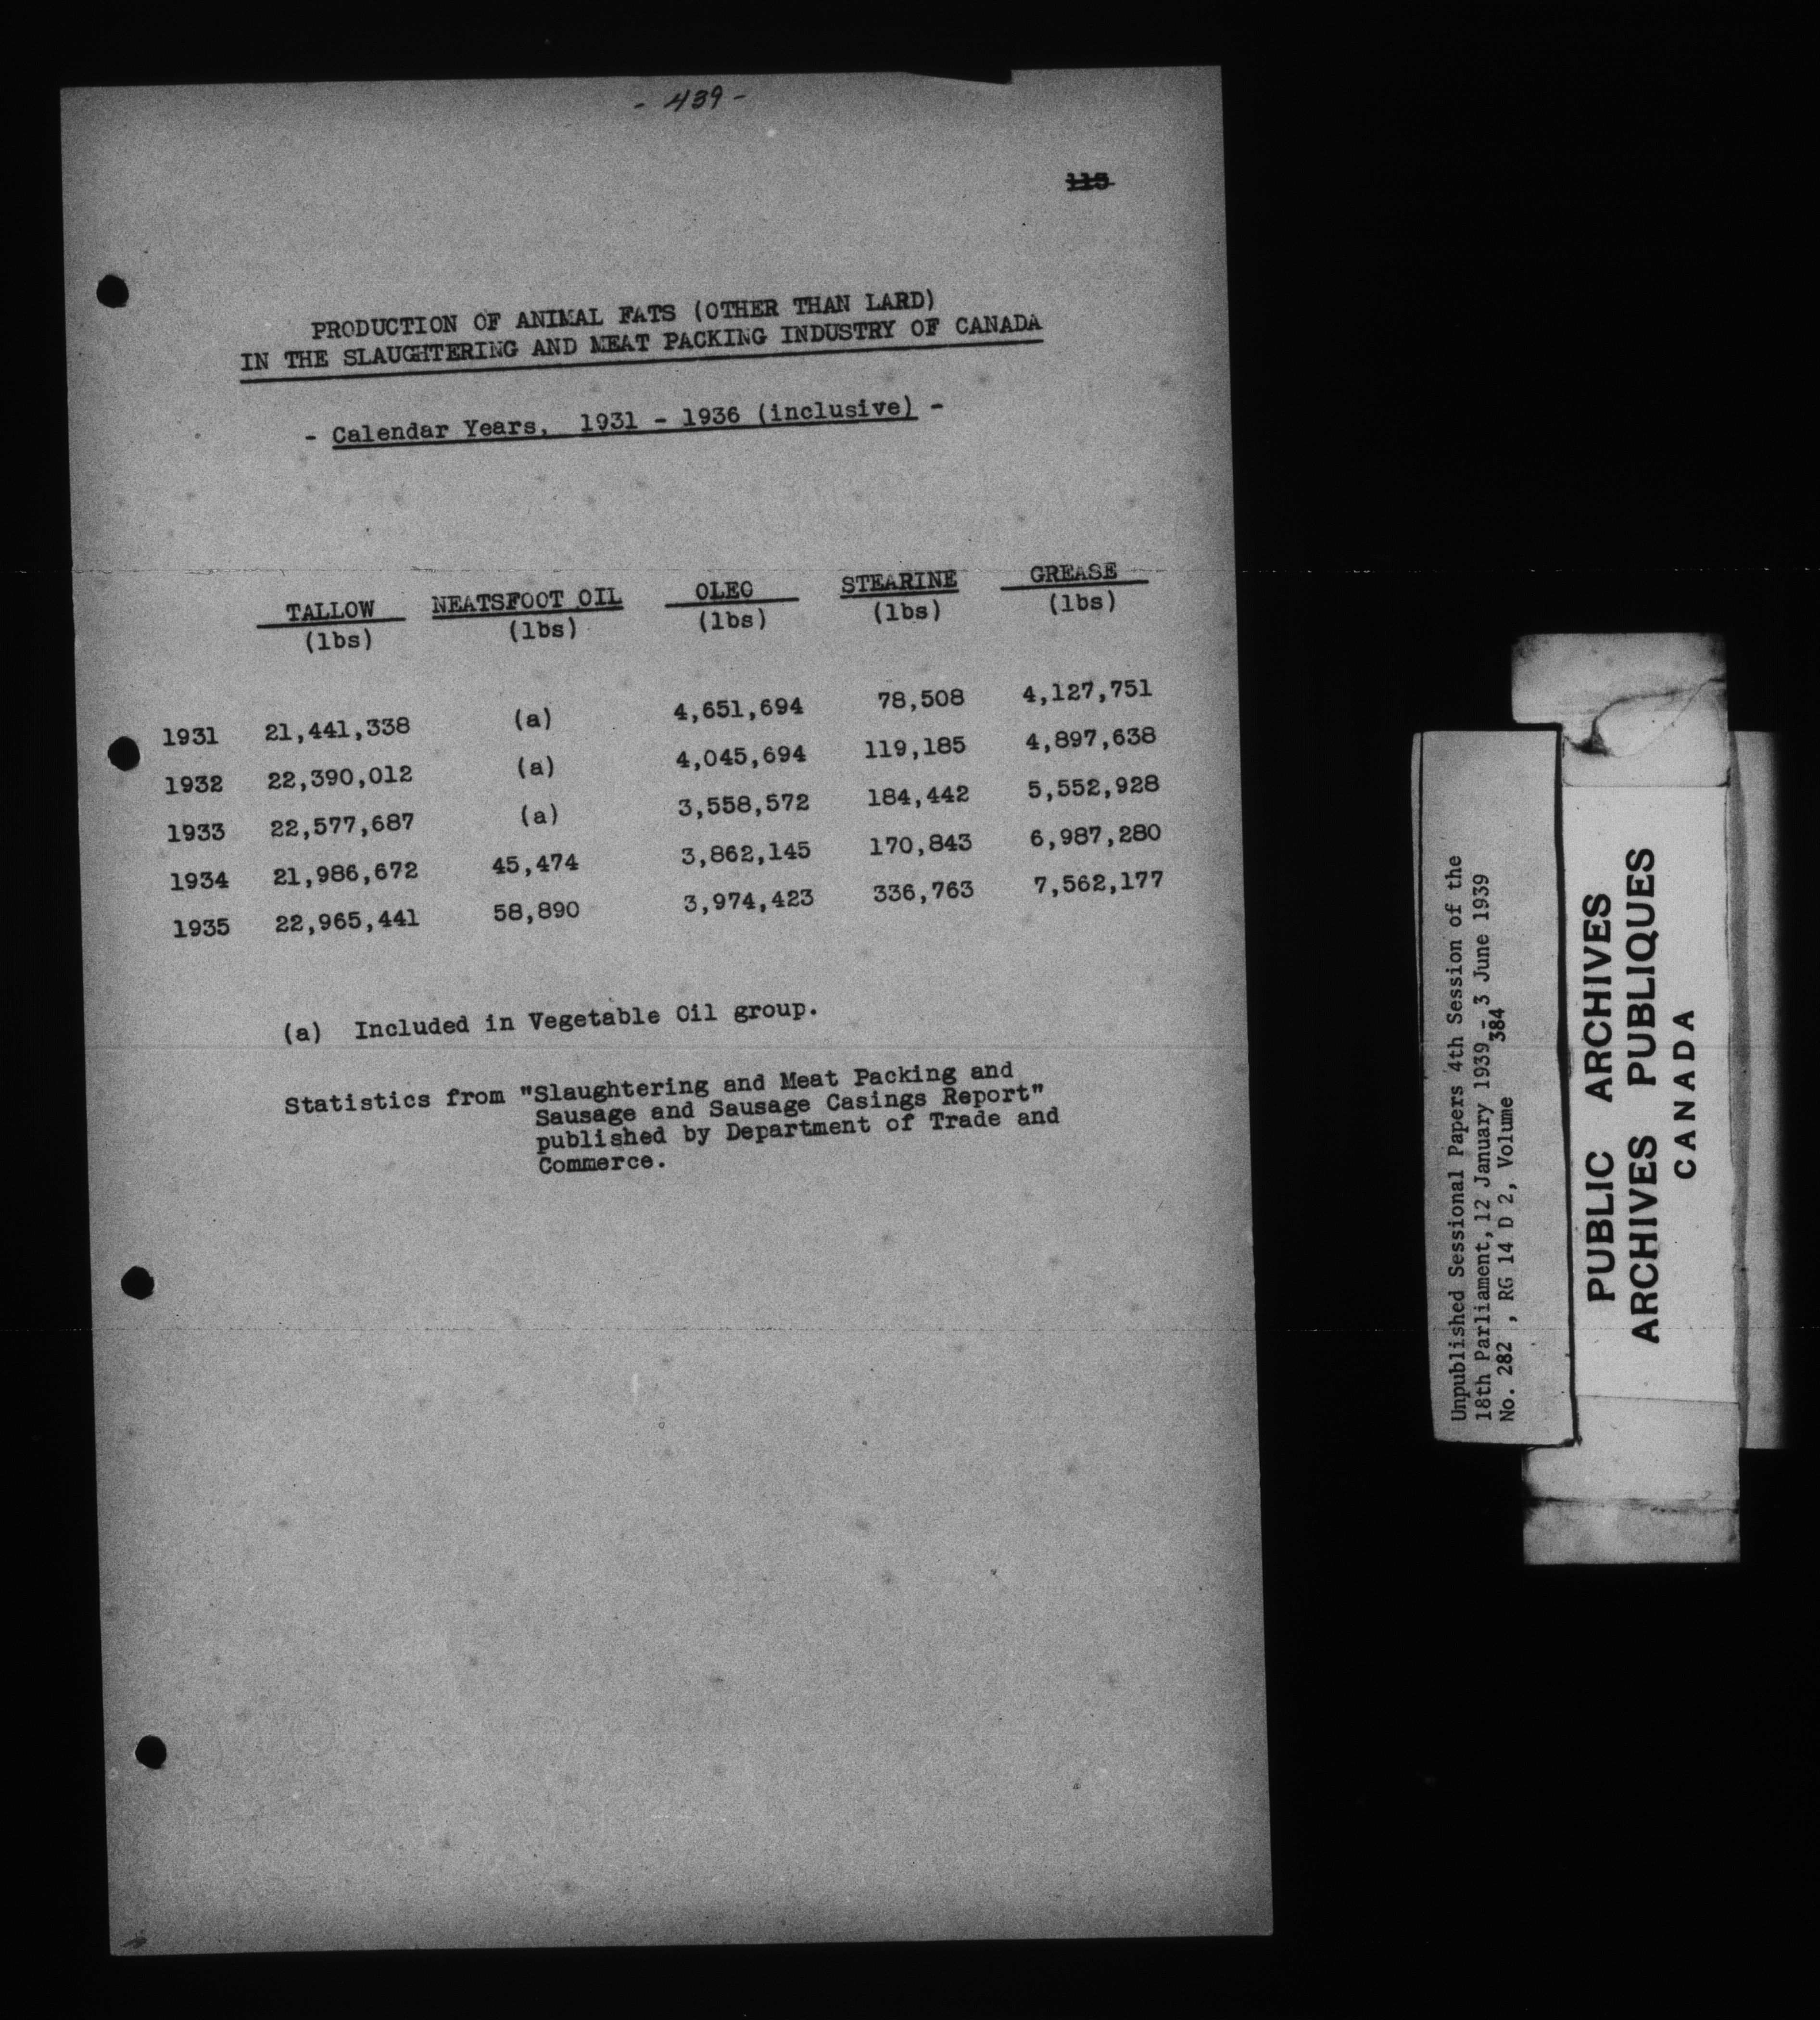 - 439 -
115
PRODUCTION OF ANIMAL FATS (OTHER THAN LARD)
IN THE SLAUGHTERING AND MEAT PACKING INDUSTRY OF CANADA
- Calendar Years, 1931 - 1936 (inclusive) -
TALLOW NEATSFOOT OIL OLEO STEARINE GREASE
(lbs) (lbs) (lbs) (lbs) (lbs)
1931 21,441,338 (a) 4,651,694 78,508 4,127,751
1932 22,390,012 (a) 4,045,694 119,185 4,897,638
1933 22,577,687 (a) 3,558,572 184,442 5,552,928
1934 21,986,672 45,474 3,862,145 170,843 6,987,280
1935 22,965,441 58,890 3,974,423 336,763 7,562,177
(a) Included in Vegetable Oil group.
Statistics from "Slaughtering and Meat Packing and
Sausage and Sausage Casings Report"
published by Department of Trade and
Commerce.
Unpublished Sessional Papers 4th Session of the
18th Parliament, 12 January 1939 - 3 June 1939
No. 282 , RG 14 D 2, Volume 384
PUBLIC ARCHIVES
ARCHIVES PUBLIQUES
CANADA